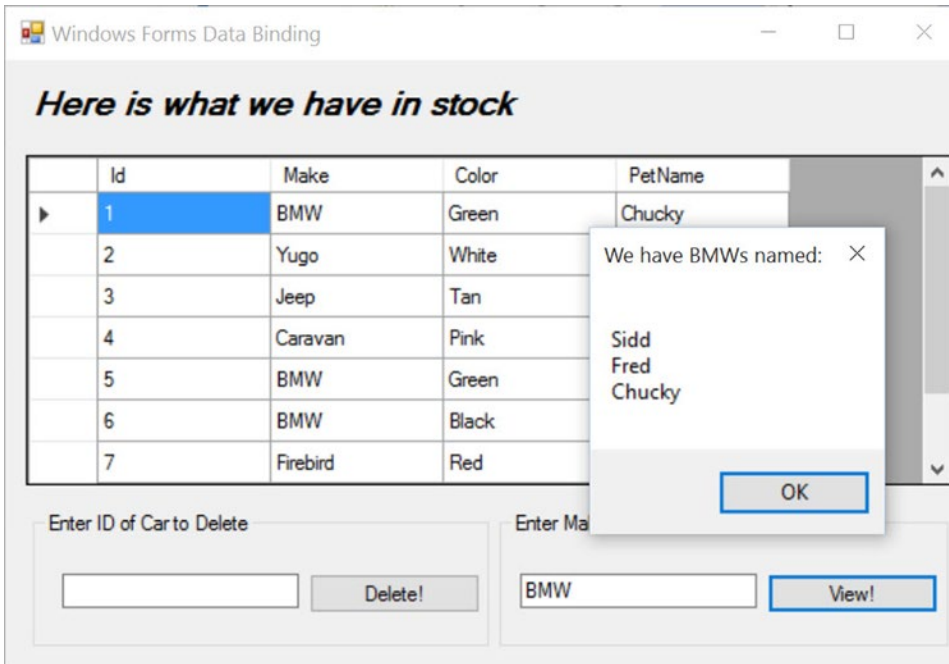 Windows Forms Data Binding
Here is what we have in stock
Id Make Color PetName
1 BMW Green Chucky
2 Yugo White
3 Jeep Tan
4 Caravan Pink
5 BMW Green
6 BMW Black
7 Firebird Red
We have BMWs named:
Sidd
Fred
Chucky
OK
Enter ID of Car to Delete
Delete!
Enter
BMW
View!